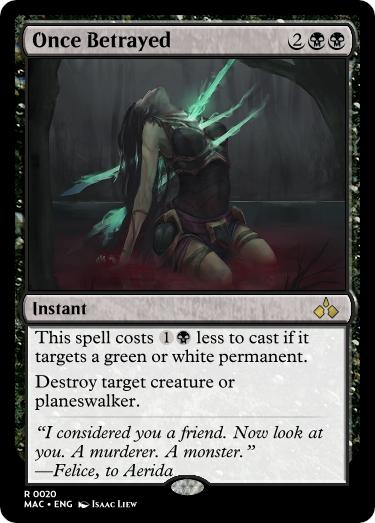 Once Betrayed 2
Instant
This spell costs 1 less to cast if it
targets a green or white permanent.
Destroy target creature or
planeswalker.
“I considered you a friend. Now look at
you. A murderer. A monster.”
—Felice, to Aerida
R 0020
MAC • ENG Isaac Liew